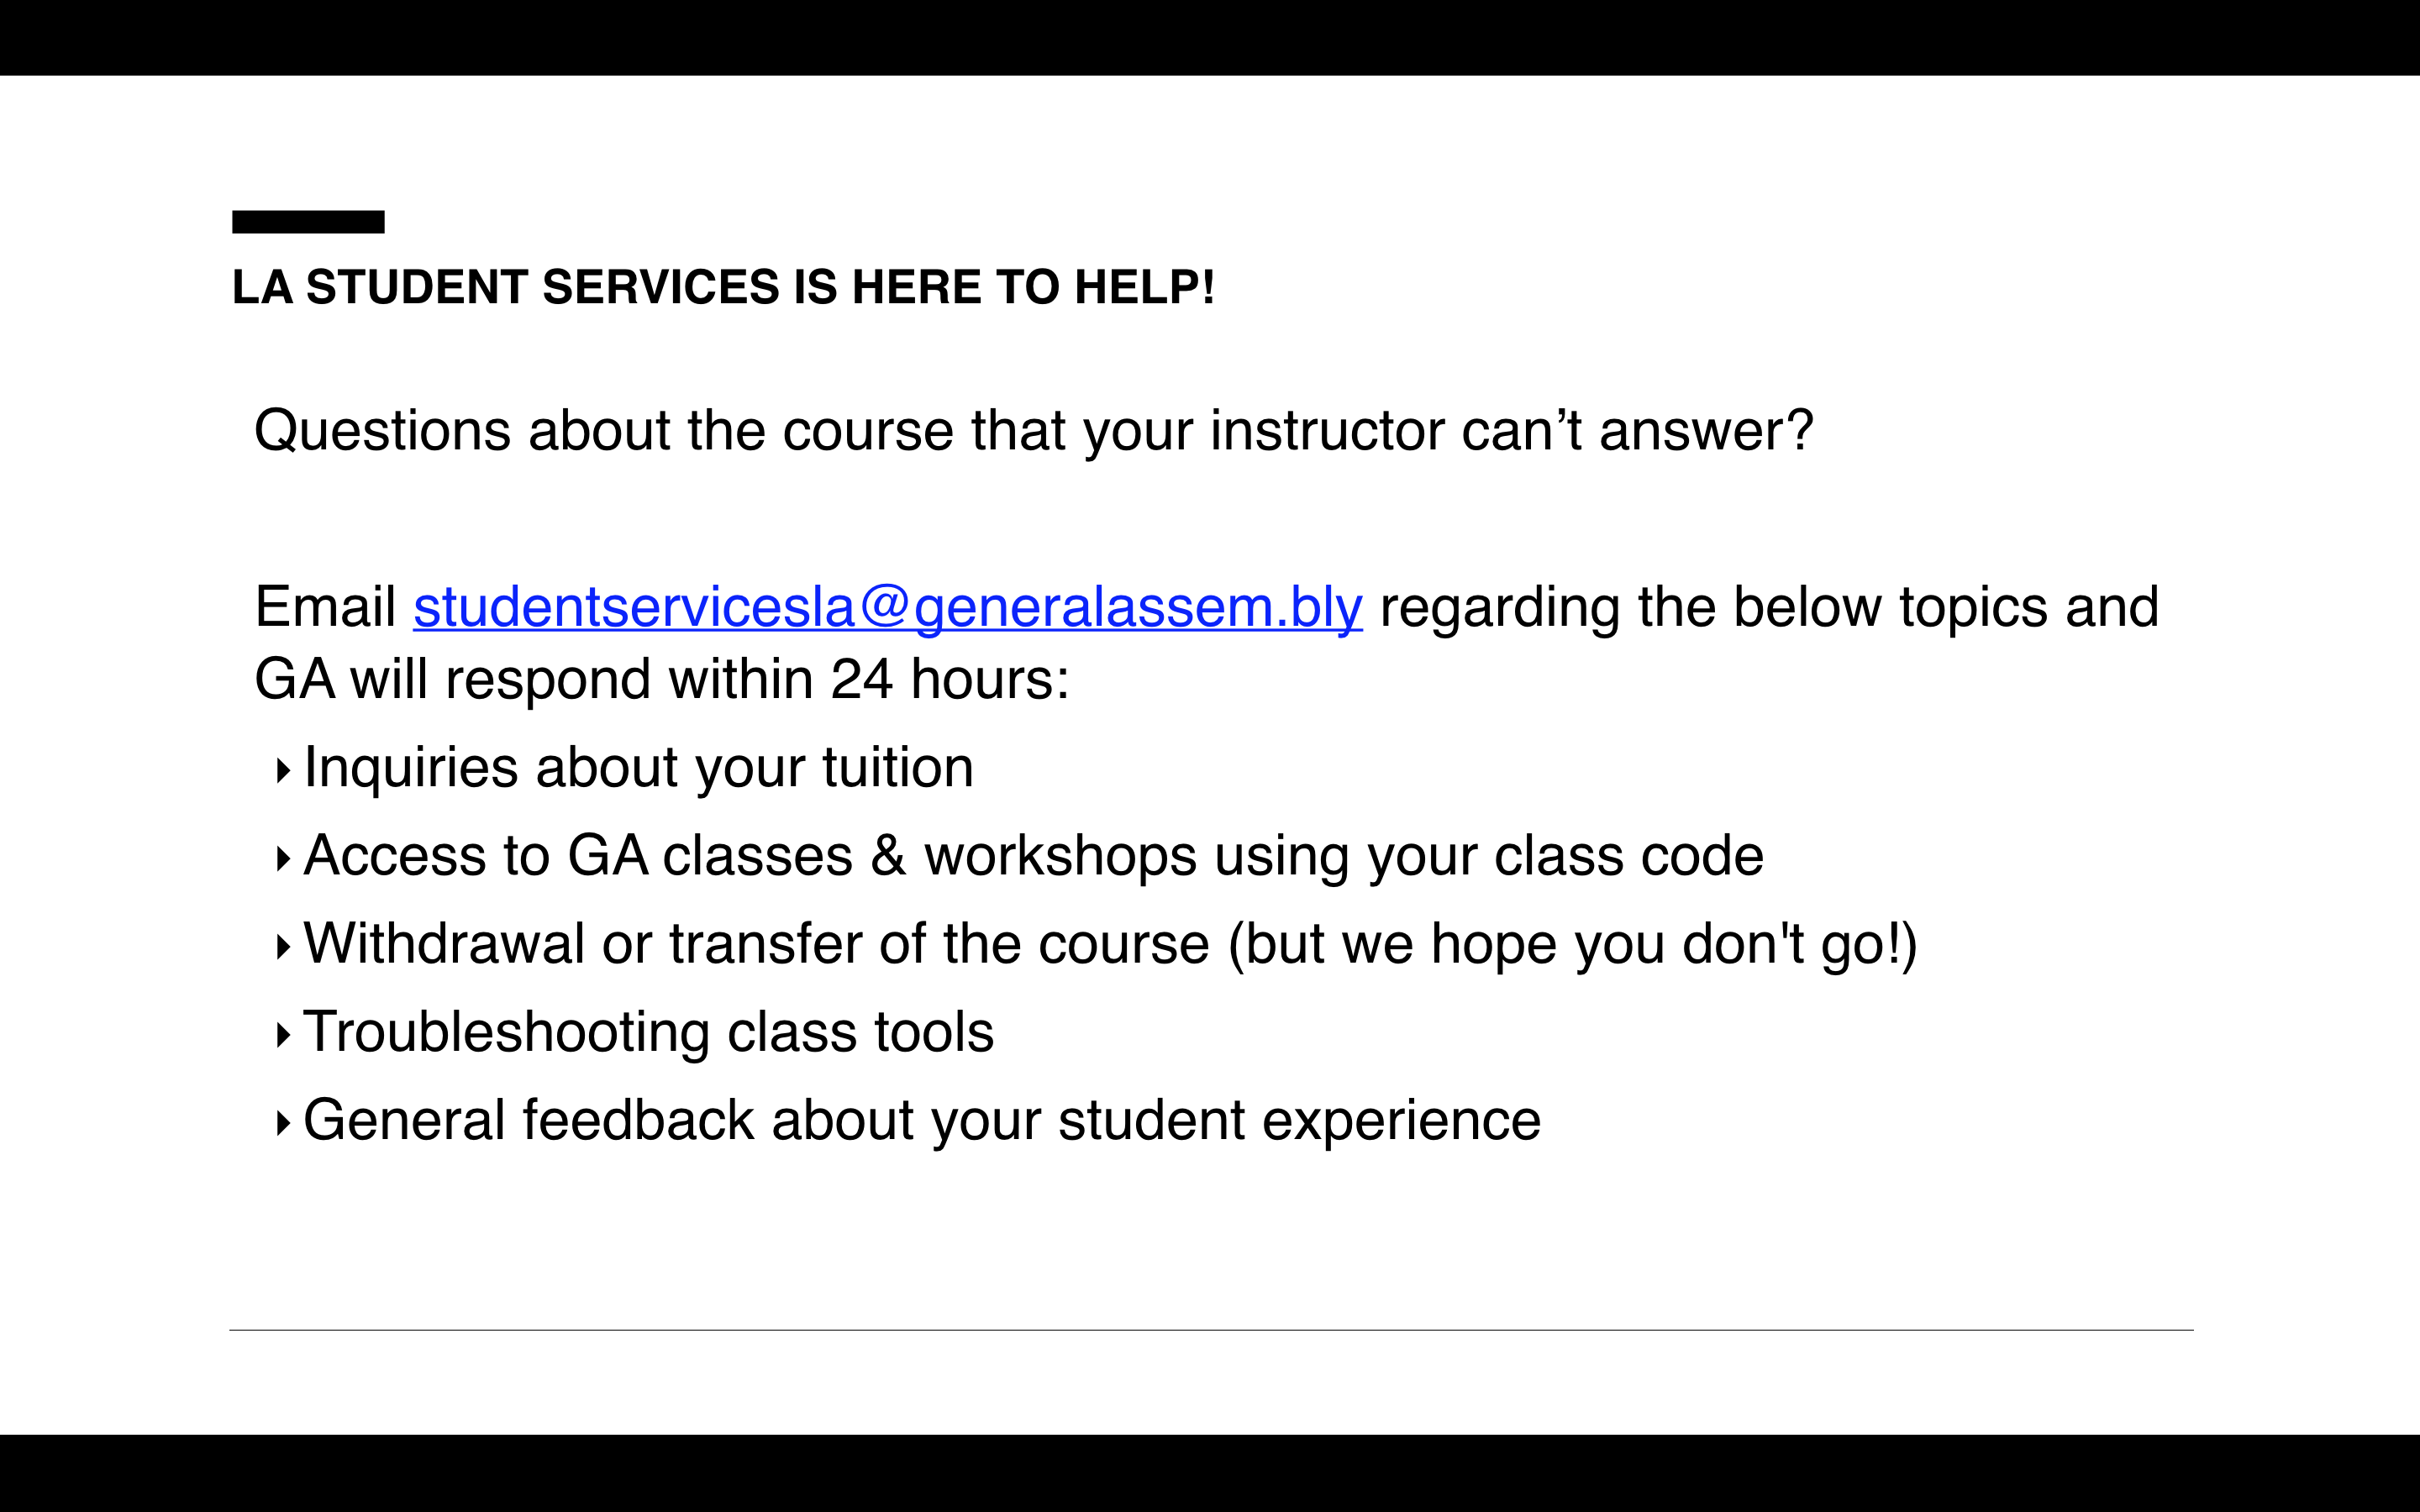 LA STUDENT SERVICES IS HERE TO HELP!
Questions about the course that your instructor can’t answer?
Email studentservicesla@generalassem.bly regarding the below topics and
GA will respond within 24 hours:
‣ Inquiries about your tuition
‣ Access to GA classes & workshops using your class code
‣ Withdrawal or transfer of the course (but we hope you don't go!)
‣ Troubleshooting class tools
‣ General feedback about your student experience